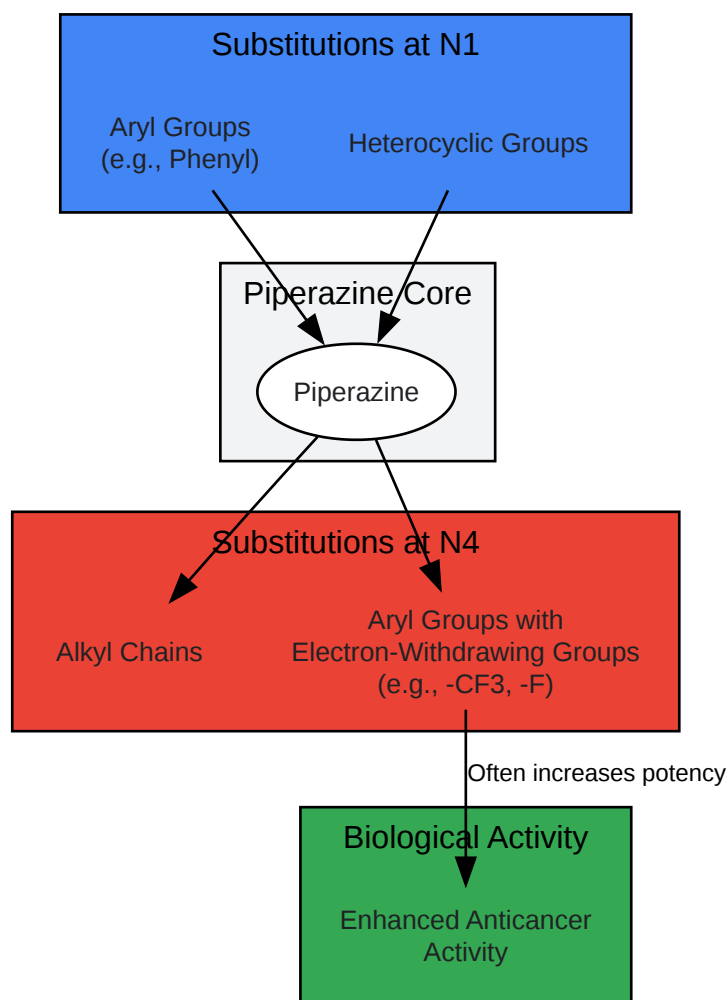 Substitutions at N1
Aryl Groups
(e.g., Phenyl)
Heterocyclic Groups
Piperazine Core
Piperazine
Substitutions at N4
Alkyl Chains
Aryl Groups with
Electron-Withdrawing Groups
(e.g., -CF3, -F)
Often increases potency
Biological Activity
Enhanced Anticancer
Activity